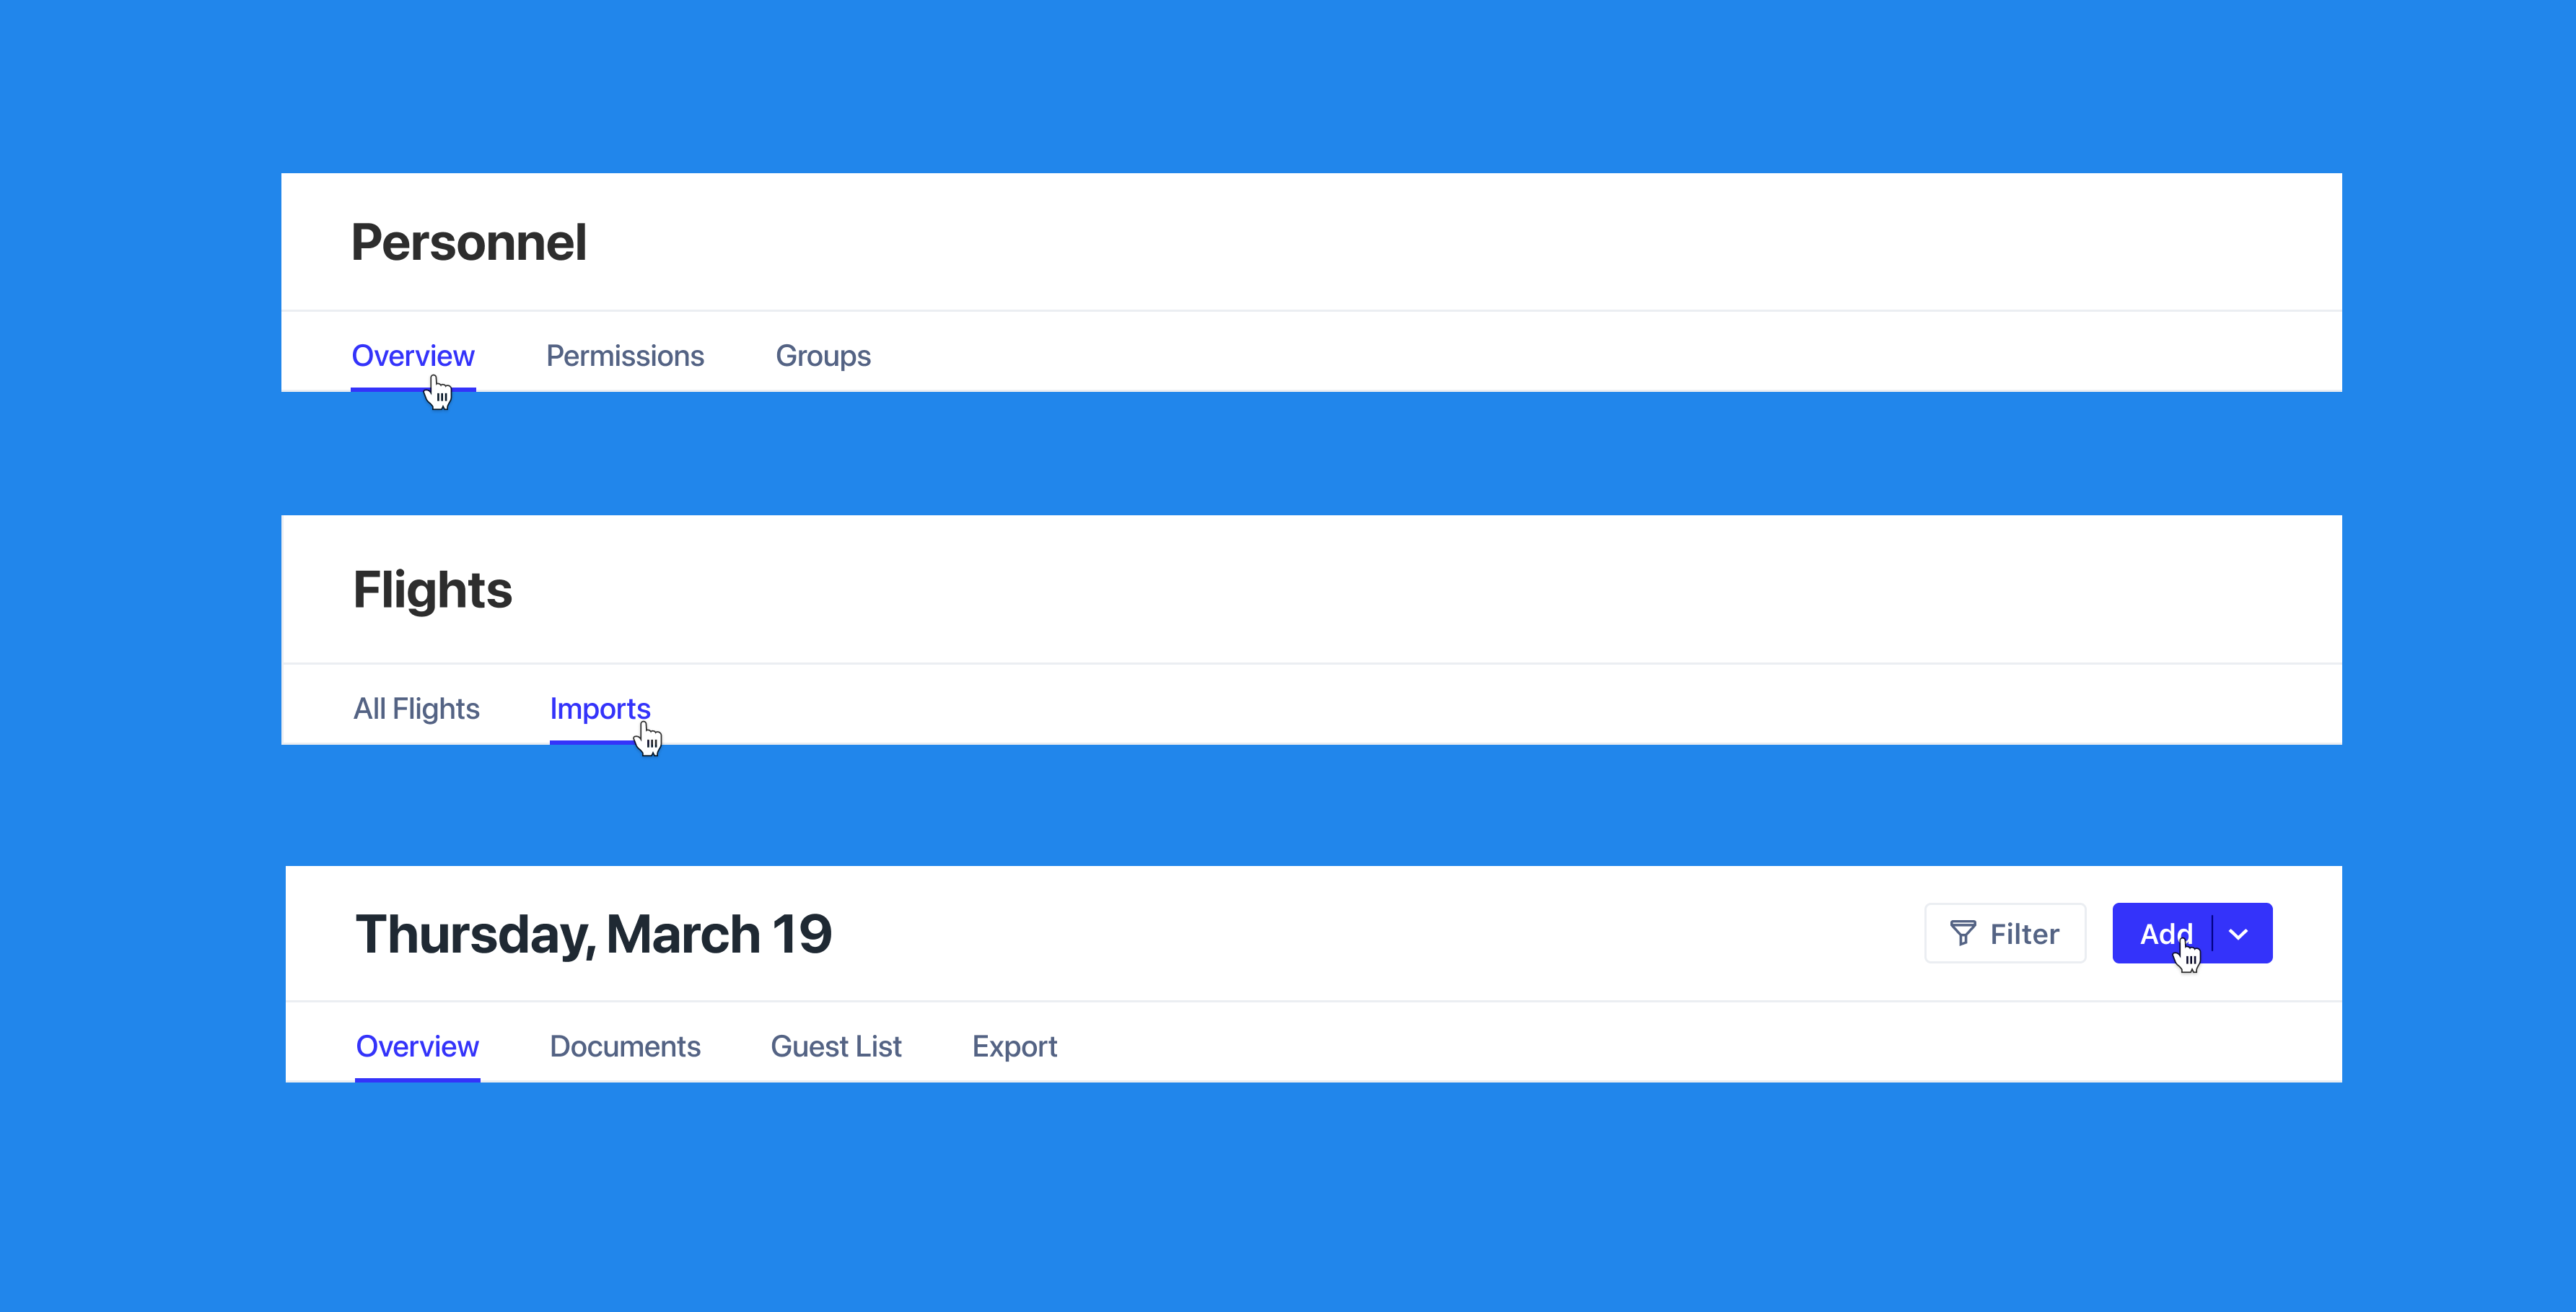 Personnel
Overview Permissions Groups
Flights
All Flights Imports
Thursday, March 19 Filter Add
Overview Documents Guest List Export